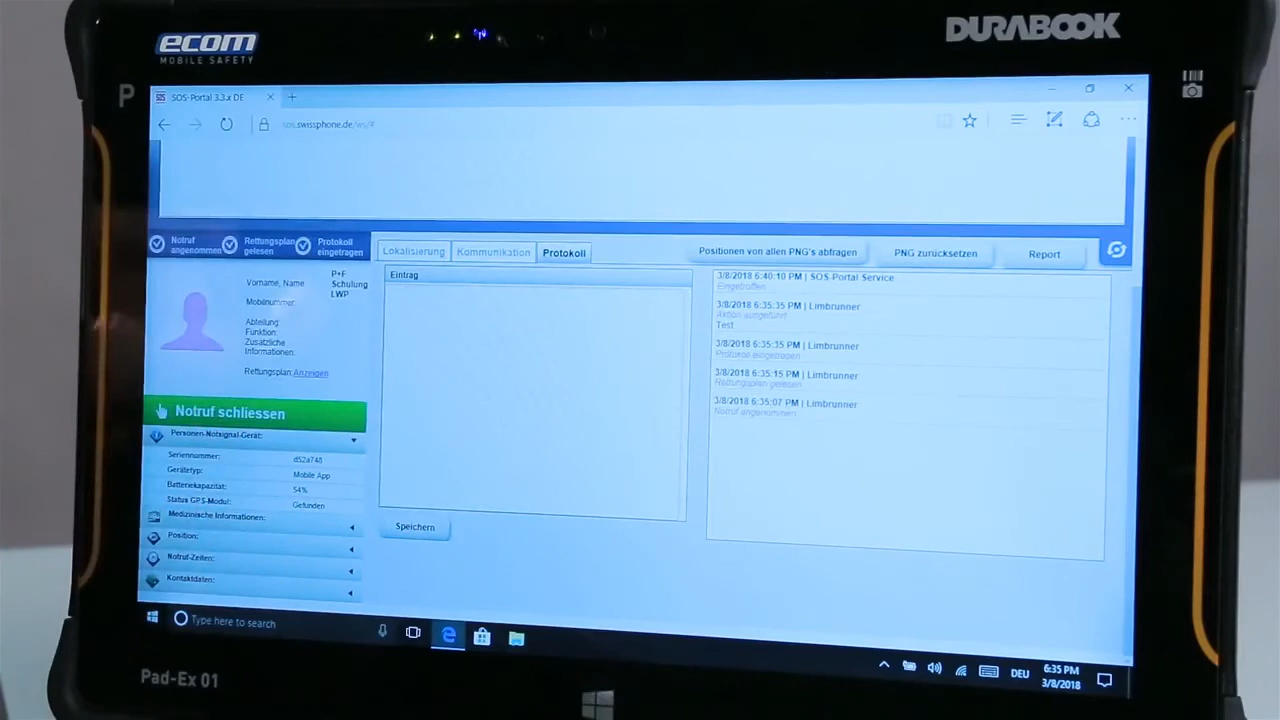 ecom
MOBILE SAFETY
DURABOOK
P
SOS SOS-Portal 3.3.x DE
sos.swissphone.de/ws/#
Notruf
angenommen
Rettungsplan
gelesen
Protokoll
eingetragen
Lokalisierung
Kommunikation
Protokoll
Positionen von allen PNG's abfragen
PNG zurücksetzen
Report
Vorname, Name
P+F
Schulung
LWP
Mobilnummer:
Abteilung:
Funktion:
Zusätzliche
Informationen:
Rettungsplan: Anzeigen
Notruf schliessen
Personen-Notsignal-Gerät:
Seriennummer: d52a748
Gerätetyp: Mobile App
Batteriekapazität: 54%
Status GPS-Modul: Gefunden
Medizinische Informationen:
Position:
Notruf-Zeiten:
Kontaktdaten:
Eintrag
Speichern
3/8/2018 6:40:10 PM | SOS-Portal Service
Eingetroffen
3/8/2018 6:35:35 PM | Limbrunner
Aktion ausgeführt
Test
3/8/2018 6:35:35 PM | Limbrunner
Protokoll eingetragen
3/8/2018 6:35:15 PM | Limbrunner
Rettungsplan gelesen
3/8/2018 6:35:07 PM | Limbrunner
Notruf angenommen
Type here to search
DEU
6:35 PM
3/8/2018
Pad-Ex 01